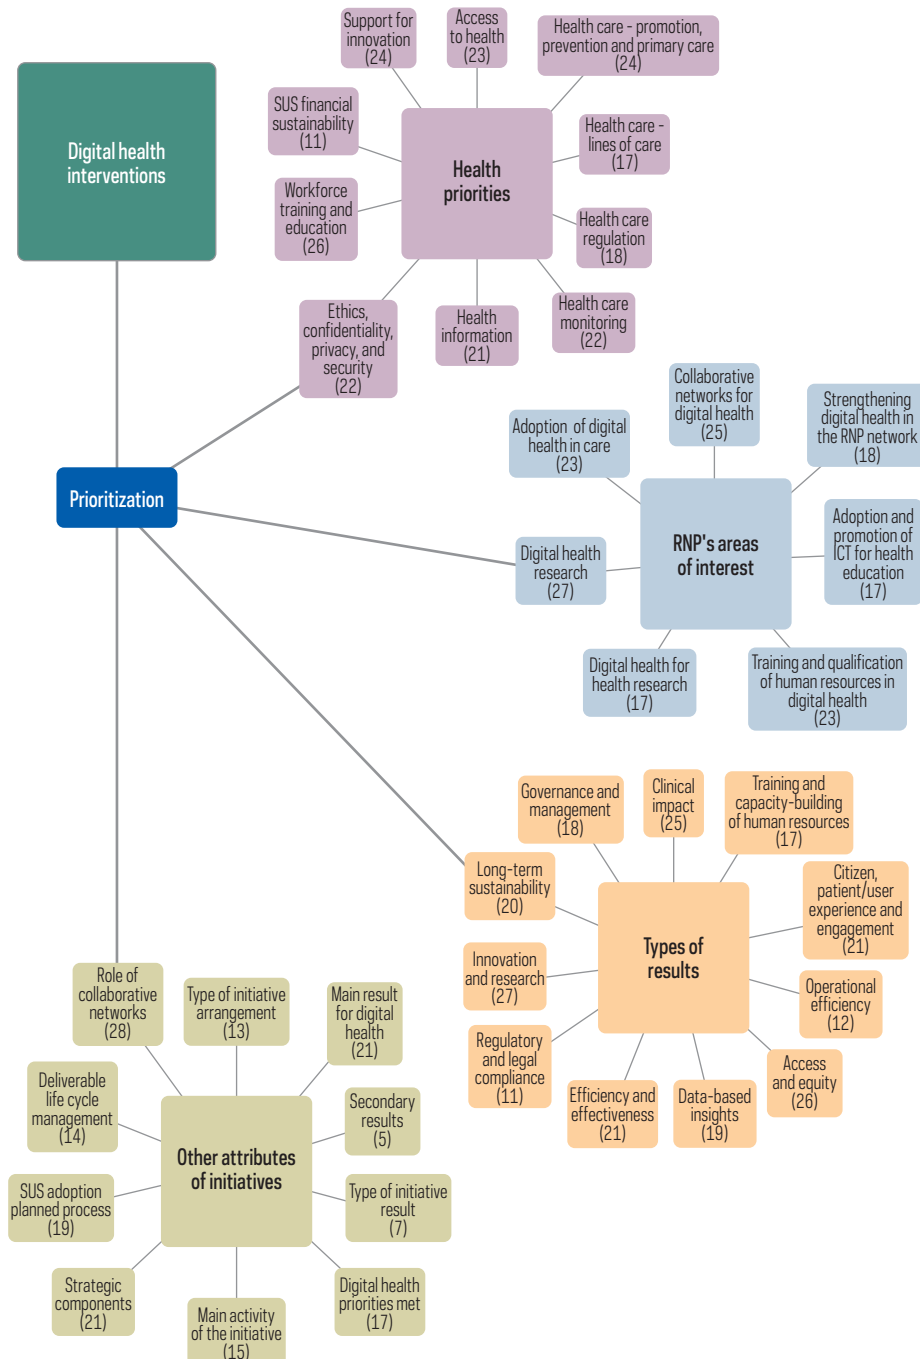 Digital health
interventions
Support for
innovation
(24)
Access
to health
(23)
Health care - promotion,
prevention and primary care
(24)
SUS financial
sustainability
(11)
Health
priorities
Health care -
lines of care
(17)
Workforce
training and
education
(26)
Health care
regulation
(18)
Ethics,
confidentiality,
privacy, and
security
(22)
Health
information
(21)
Health care
monitoring
(22)
Prioritization
Collaborative
networks for
digital health
(25)
Strengthening
digital health in
the RNP network
(18)
Adoption of digital
health in care
(23)
RNP's areas
of interest
Adoption and
promotion of
ICT for health
education
(17)
Digital health
research
(27)
Digital health for
health research
(17)
Training and qualification
of human resources in
digital health
(23)
Governance and
management
(18)
Clinical
impact
(25)
Training and
capacity-building
of human resources
(17)
Long-term
sustainability
(20)
Types of
results
Citizen,
patient/user
experience and
engagement
(21)
Innovation
and research
(27)
Operational
efficiency
(12)
Regulatory
and legal
compliance
(11)
Efficiency and
effectiveness
(21)
Data-based
insights
(19)
Access
and equity
(26)
Role of
collaborative
networks
(28)
Type of initiative
arrangement
(13)
Main result
for digital
health
(21)
Deliverable
life cycle
management
(14)
Other attributes
of initiatives
Secondary
results
(5)
SUS adoption
planned process
(19)
Type of initiative
result
(7)
Strategic
components
(21)
Main activity
of the initiative
(15)
Digital health
priorities met
(17)